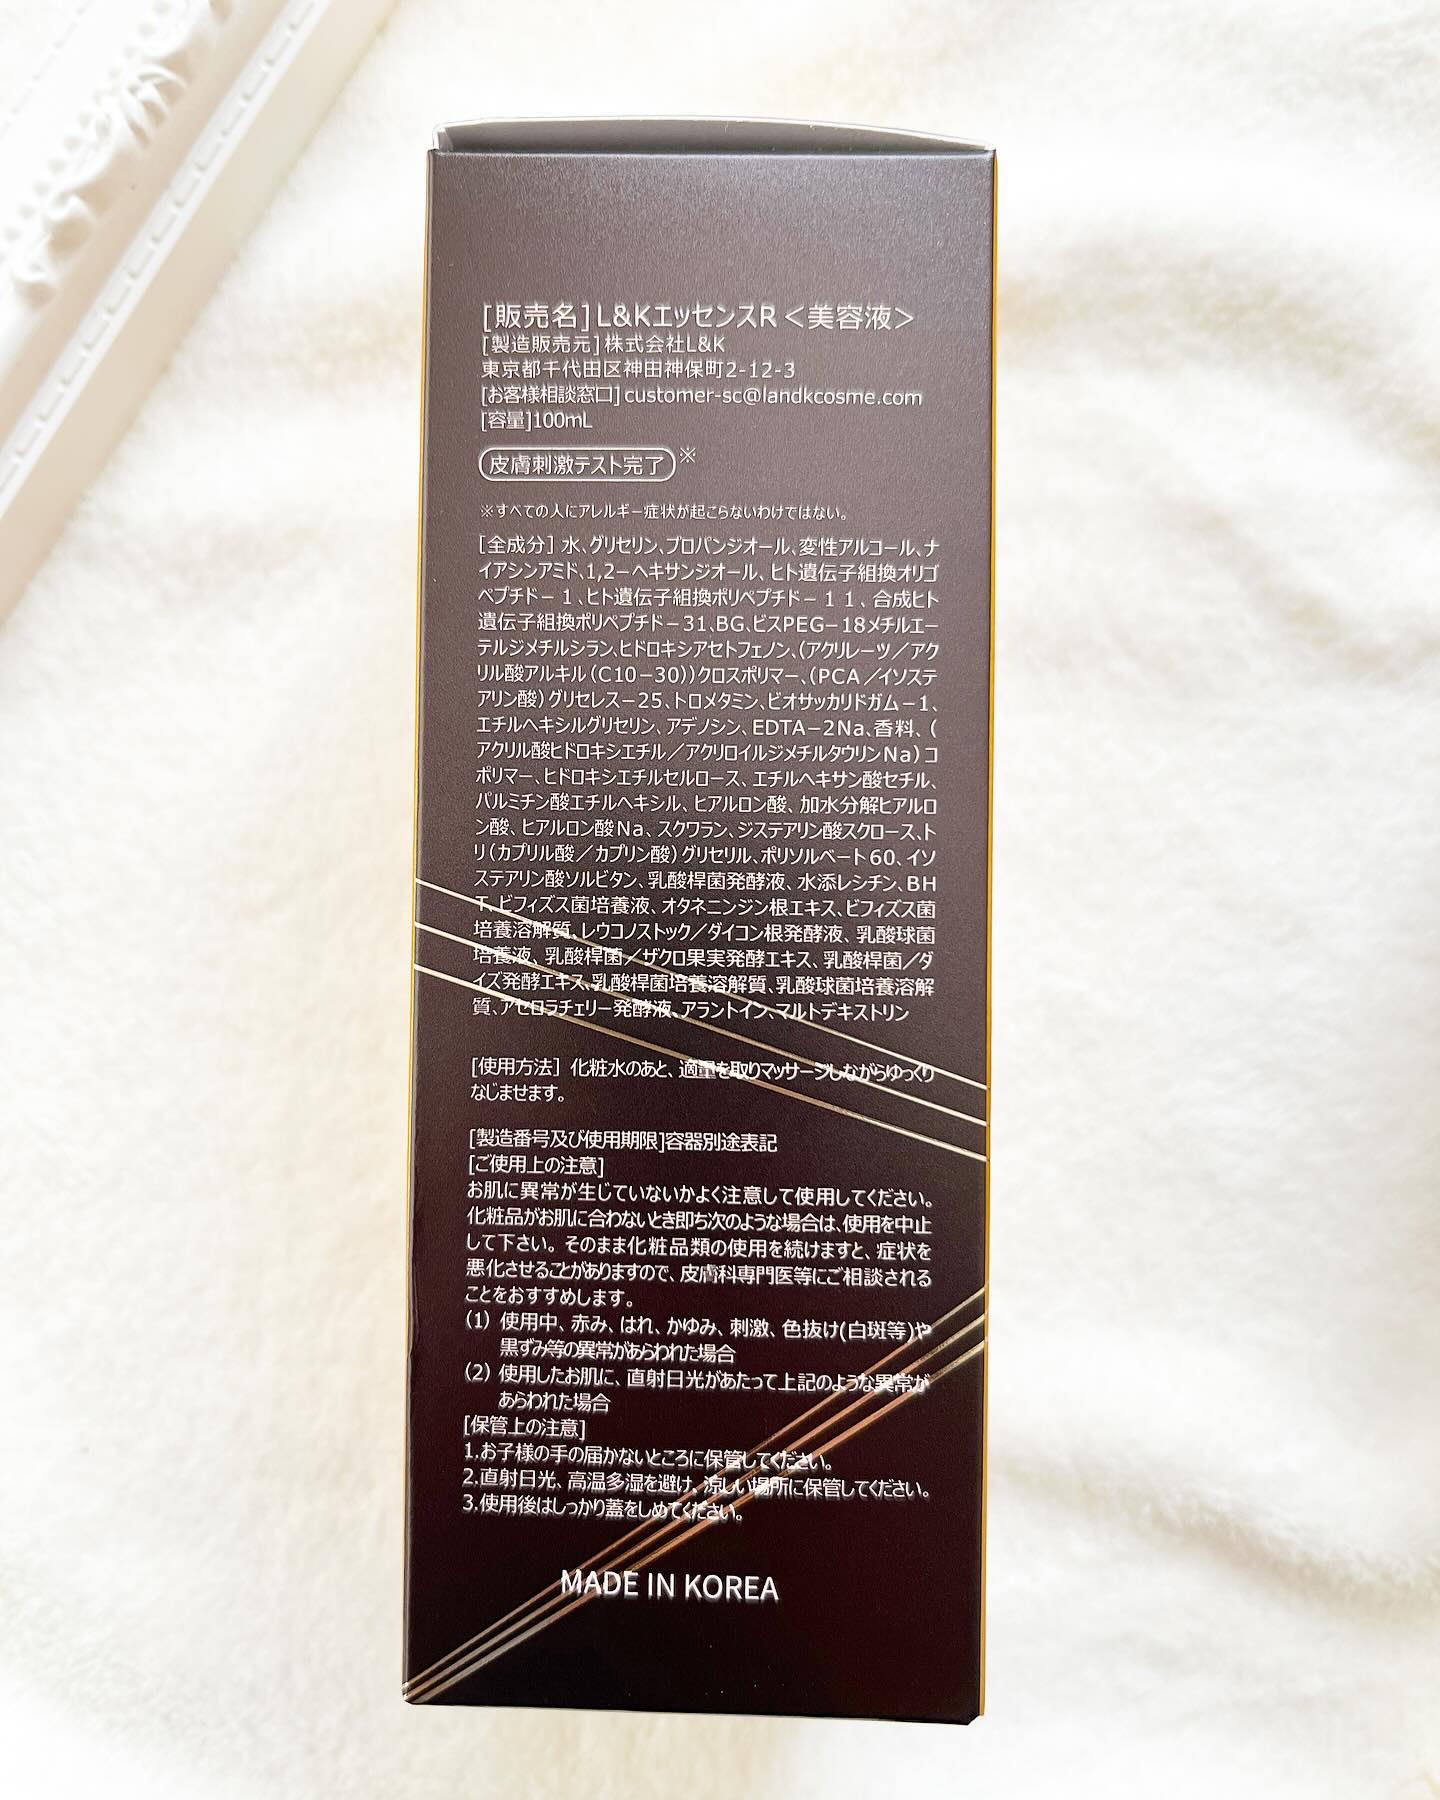 [販売名]L&KエッセンスR＜美容液＞
[製造販売元]株式会社L&K
東京都千代田区神田神保町2-12-3
[お客様相談窓口]customer-sc@landkcosme.com
[容量]100mL
皮膚刺激テスト完了※
※すべての人にアレルギー症状が起こらないわけではない。
[全成分] 水、グリセリン、プロパンジオール、変性アルコール、ナ
イアシンアミド、1,2－ヘキサンジオール、ヒト遺伝子組換オリゴ
ペプチド－１、ヒト遺伝子組換ポリペプチド－１１、合成ヒト
遺伝子組換ポリペプチド－31、BG、ビスPEG－18メチルエー
テルジメチルシラン、ヒドロキシアセトフェノン、（アクリレーツ／アク
リル酸アルキル（C10－30））クロスポリマー、（PCA／イソステ
アリン酸）グリセレス－25、トロメタミン、ビオサッカリドガム－1、
エチルヘキシルグリセリン、アデノシン、EDTA－2Na、香料、（
アクリル酸ヒドロキシエチル／アクリロイルジメチルタウリンNa）コ
ポリマー、ヒドロキシエチルセルロース、エチルヘキサン酸セチル、
パルミチン酸エチルヘキシル、ヒアルロン酸、加水分解ヒアルロ
ン酸、ヒアルロン酸Na、スクワラン、ジステアリン酸スクロース、ト
リ（カプリル酸／カプリン酸）グリセリル、ポリソルベート60、イソ
ステアリン酸ソルビタン、乳酸桿菌発酵液、水添レシチン、BH
T、ビフィズス菌培養液、オタネニンジン根エキス、ビフィズス菌
培養溶解質、レウコノストック／ダイコン根発酵液、乳酸球菌
培養液、乳酸桿菌／ザクロ果実発酵エキス、乳酸桿菌／ダ
イズ発酵エキス、乳酸桿菌培養溶解質、乳酸球菌培養溶解
質、アセロラチェリー発酵液、アラントイン、マルトデキストリン
[使用方法] 化粧水のあと、適量を取りマッサージしながらゆっくり
なじませます。
[製造番号及び使用期限]容器別途表記
[ご使用上の注意]
お肌に異常が生じていないかよく注意して使用してください。
化粧品がお肌に合わないとき即ち次のような場合は、使用を中止
して下さい。そのまま化粧品類の使用を続けますと、症状を
悪化させることがありますので、皮膚科専門医等にご相談される
ことをおすすめします。
(1) 使用中、赤み、はれ、かゆみ、刺激、色抜け(白斑等)や
黒ずみ等の異常があらわれた場合
(2) 使用したお肌に、直射日光があたって上記のような異常が
あらわれた場合
[保管上の注意]
1.お子様の手の届かないところに保管してください。
2.直射日光、高温多湿を避け、涼しい場所に保管してください。
3.使用後はしっかり蓋をしめてください。
MADE IN KOREA